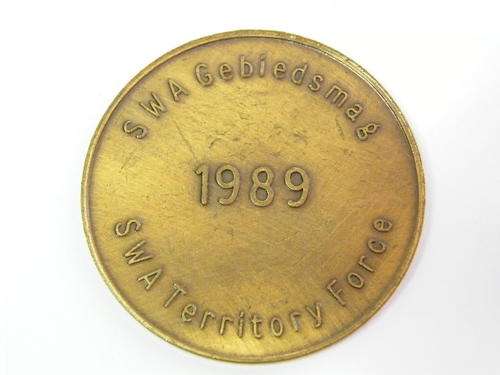 SWA Gebiedsmag
1989
SWA Territory Force